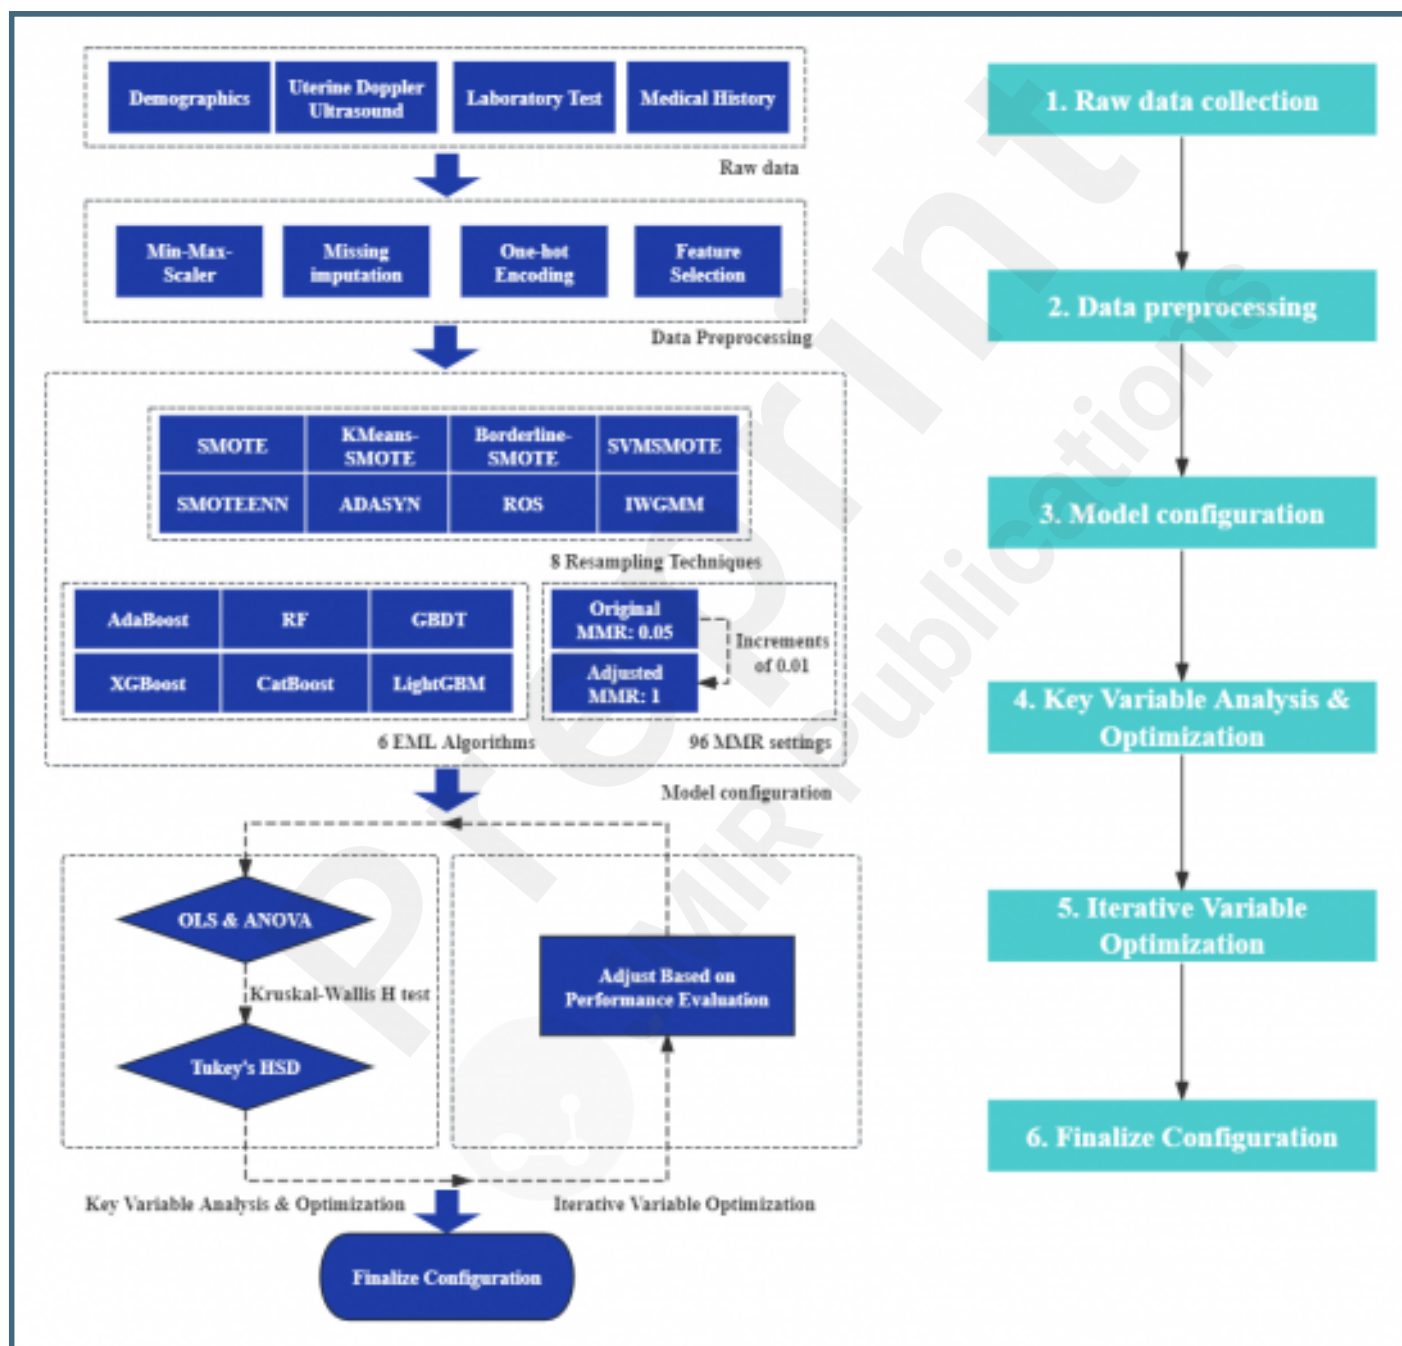 Demographics
Uterine Doppler
Ultrasound
Laboratory Test
Medical History
Raw data
Min-Max-
Scaler
Missing
imputation
One-hot
Encoding
Feature
Selection
Data Preprocessing
SMOTE
KMeans-
SMOTE
Borderline-
SMOTE
SVMSMOTE
SMOTEENN
ADASYN
ROS
IWGMM
8 Resampling Techniques
AdaBoost
RF
GBDT
XGBoost
CatBoost
LightGBM
6 EML Algorithms
Original
MMR: 0.05
Increments
of 0.01
Adjusted
MMR: 1
96 MMR settings
Model configuration
OLS & ANOVA
Kruskal-Wallis H test
Tukey's HSD
Key Variable Analysis & Optimization
Adjust Based on
Performance Evaluation
Iterative Variable Optimization
Finalize Configuration
1. Raw data collection
2. Data preprocessing
3. Model configuration
4. Key Variable Analysis &
Optimization
5. Iterative Variable
Optimization
6. Finalize Configuration
Preprint
JMIR Publications